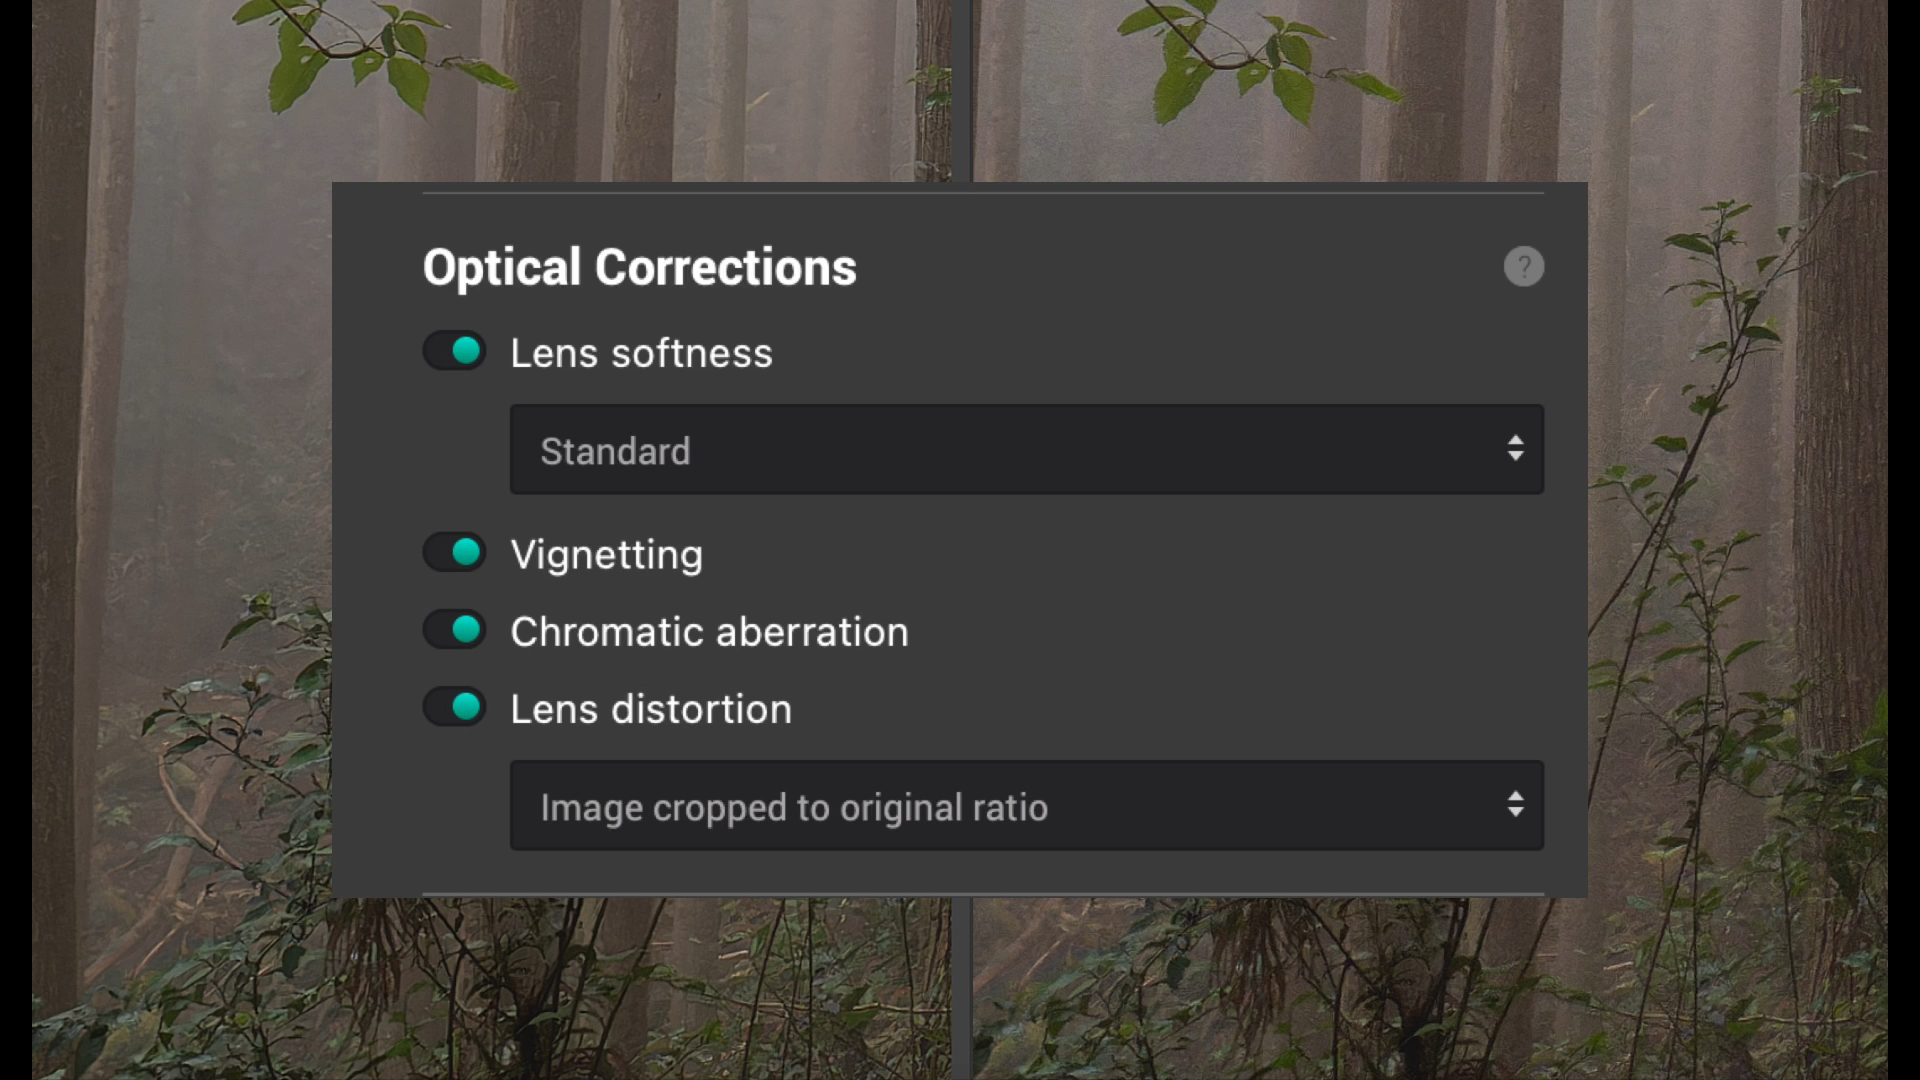 Optical Corrections
?
Lens softness
Standard
Vignetting
Chromatic aberration
Lens distortion
Image cropped to original ratio